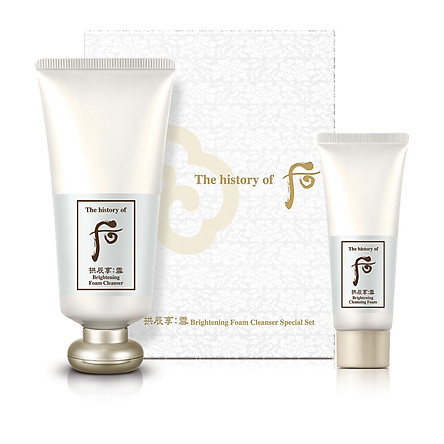 The history of 后
The history of
后
拱辰享:雪
Brightening
Foam Cleanser
The history of
后
拱辰享:雪
Brightening
Cleansing Foam
拱辰享:雪 Brightening Foam Cleanser Special Set